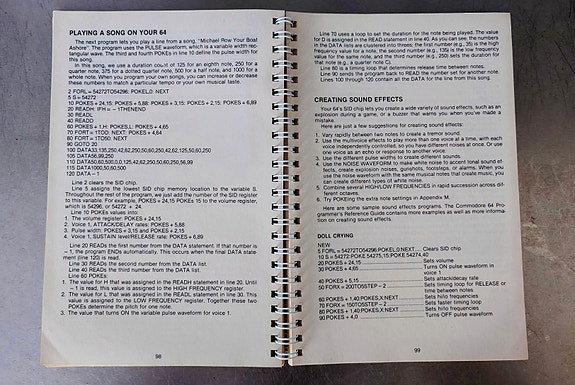 PLAYING A SONG ON YOUR 64
The next program lets you play a line from a song, "Michael Row Your Boat
Ashore". The program uses the PULSE waveform, which is a variable width rec-
tangular wave. The third and fourth POKEs in line 10 define the pulse width for
this song.
In this song, we use a duration count of 125 for an eighth note, 250 for a
quarter note, 375 for a dotted quarter note, 500 for a half note, and 1000 for a
whole note. When you program your own songs, you can increase or decrease
these numbers to match a particular tempo or your own musical taste.
2 FORL=54272TO54296: POKEL,0: NEXT
5 S=54272
10 POKES+24,15: POKES+5,88: POKES+3,15: POKES+2,15: POKES+6,89
20 READH: IFH=-1THENEND
30 READL
40 READD
60 POKES+1,H: POKES,L: POKES+4,65
70 FORT=1TOD: NEXT: POKES+4,64
80 FORT=1TO50: NEXT
90 GOTO 20
100 DATA33,135,250,42,62,250,50,60,250,42,62,125,50,60,250
105 DATA56,99,250
110 DATA50,60,500,0,0,125,42,62,250,50,60,250,56,99
115 DATA1000,50,60,500
120 DATA-1
Line 2 clears the SID chip.
Line 5 assigns the lowest SID chip memory location to the variable S.
Throughout the rest of the program, we just add the number of the SID register
to this variable. For example, POKES+24,15 POKEs 15 to the volume register,
which is 54296, or 54272 + 24.
Line 10 POKEs values into:
1. The volume register: POKES+24,15
2. Voice 1, ATTACK/DELAY rates: POKES+5,88
3. Pulse width: POKES+3,15 and POKES+2,15
4. Voice 1, SUSTAIN level/RELEASE rate: POKES+6,89
Line 20 READs the first number from the DATA statement. If that number is
-1, the program ENDs automatically. This occurs when the final DATA state-
ment (line 120) is read.
Line 30 READs the second number from the DATA list.
Line 40 READs the third number from the DATA list.
Line 60 POKEs:
1. The value for H that was assigned in the READH statement in line 20. Until
-1 is read, this value is assigned to the HIGH FREQUENCY register.
2. The value for L that was assigned in the READL statement in line 30. This
value is assigned to the LOW FREQUENCY register. Together these two
POKEs determine the pitch for one note.
3. The value that turns ON the variable pulse waveform for voice 1.
98
Line 70 uses a loop to set the duration for the note being played. The value
for D is assigned in the READD statement in line 40. As you can see, the numbers
in the DATA lists are clustered into threes; the first number (e.g., 35) is the high
frequency value for a note, the second number (e.g., 135) is the low frequency
value for the same note, and the third number (e.g., 250) sets the duration for
that note (e.g., a quarter note C).
Line 80 is a timing loop that determines release time between notes.
Line 90 sends the program back to READ the number set for another note.
Lines 100 through 120 contain all the DATA for the line from this song.
CREATING SOUND EFFECTS
Your 64's SID chip lets you create a wide variety of sound effects, such as an
explosion during a game, or a buzzer that warns you when you've made a
mistake.
Here are just a few suggestions for creating sound effects:
1. Vary rapidly between two notes to create a tremor sound.
2. Use the multivoice effects to play more than one voice at a time, with each
voice independently controlled, so you have different noises at once. Or use
one voice as an echo or response to another voice.
3. Use the different pulse widths to create different sounds.
4. Use the NOISE WAVEFORM to make white noise to accent tonal sound ef-
fects, create explosion noises, gunshots, footsteps, or alarms. When you
use the noise waveform with the same musical notes that create music, you
can create different types of white noise.
5. Combine several HIGH/LOW FREQUENCIES in rapid succession across dif-
ferent octaves.
6. Try POKEing the extra note settings in Appendix M.
Here are some sample sound effects programs. The Commodore 64 Pro-
grammer's Reference Guide contains more examples as well as more informa-
tion on creating sound effects.
DOLL CRYING
NEW
5 FORL=54272TO54296:POKEL,0:NEXT Clears SID chip
10 S=54272:POKE 54275,15:POKE 54274,40
20 POKES+24,15 Sets volume
30 POKES+4,65 Turns ON pulse waveform in
voice 1
40 POKES+5,15 Sets attack/decay rate
50 FORX=200TO5STEP-2 Sets timing loop for RELEASE or
time between notes
60 POKES+1,40:POKES,X:NEXT Sets hi/lo frequencies
70 FORX=150TO5STEP-2 Sets faster timing loop
80 POKES+1,40:POKES,X:NEXT Sets hi/lo frequencies
90 POKES+4,0 Turns OFF pulse waveform
99